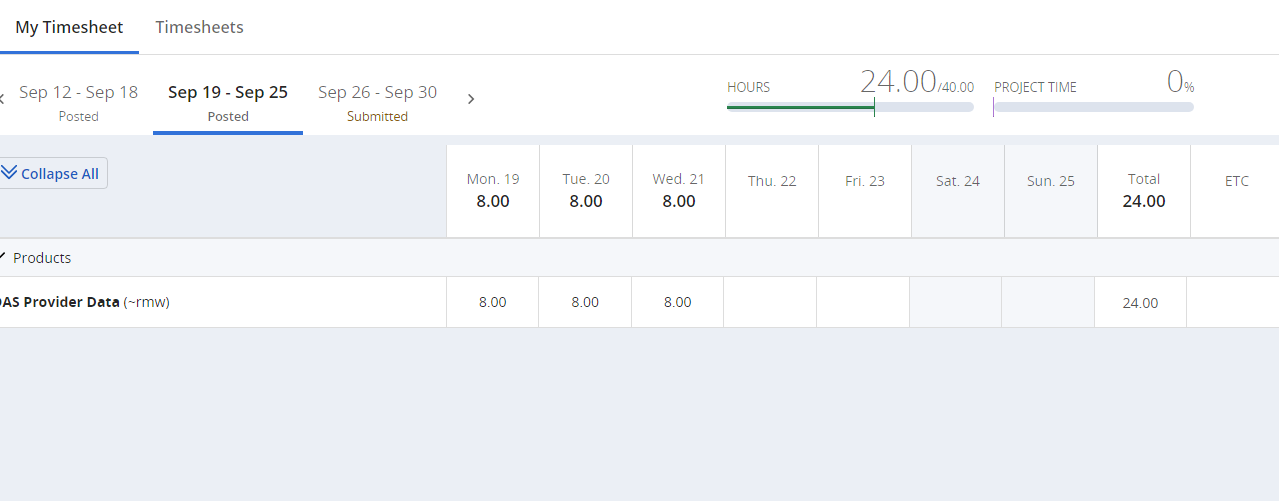 My Timesheet Timesheets
Sep 12 - Sep 18 Sep 19 - Sep 25 Sep 26 - Sep 30
Posted Posted Submitted
HOURS 24.00/40.00 PROJECT TIME 0%
Collapse All
Mon. 19 Tue. 20 Wed. 21 Thu. 22 Fri. 23 Sat. 24 Sun. 25 Total ETC
8.00 8.00 8.00 24.00
Products
OAS Provider Data (~rmw) 8.00 8.00 8.00 24.00